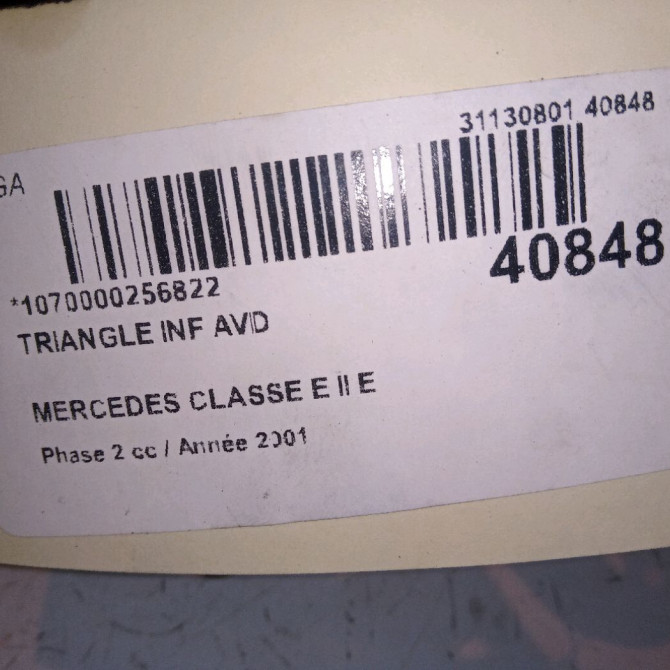 GA
31130801 40848
40848
*1070000256822
TRIANGLE INF AVD
MERCEDES CLASSE E II E
Phase 2 cc / Année 2001